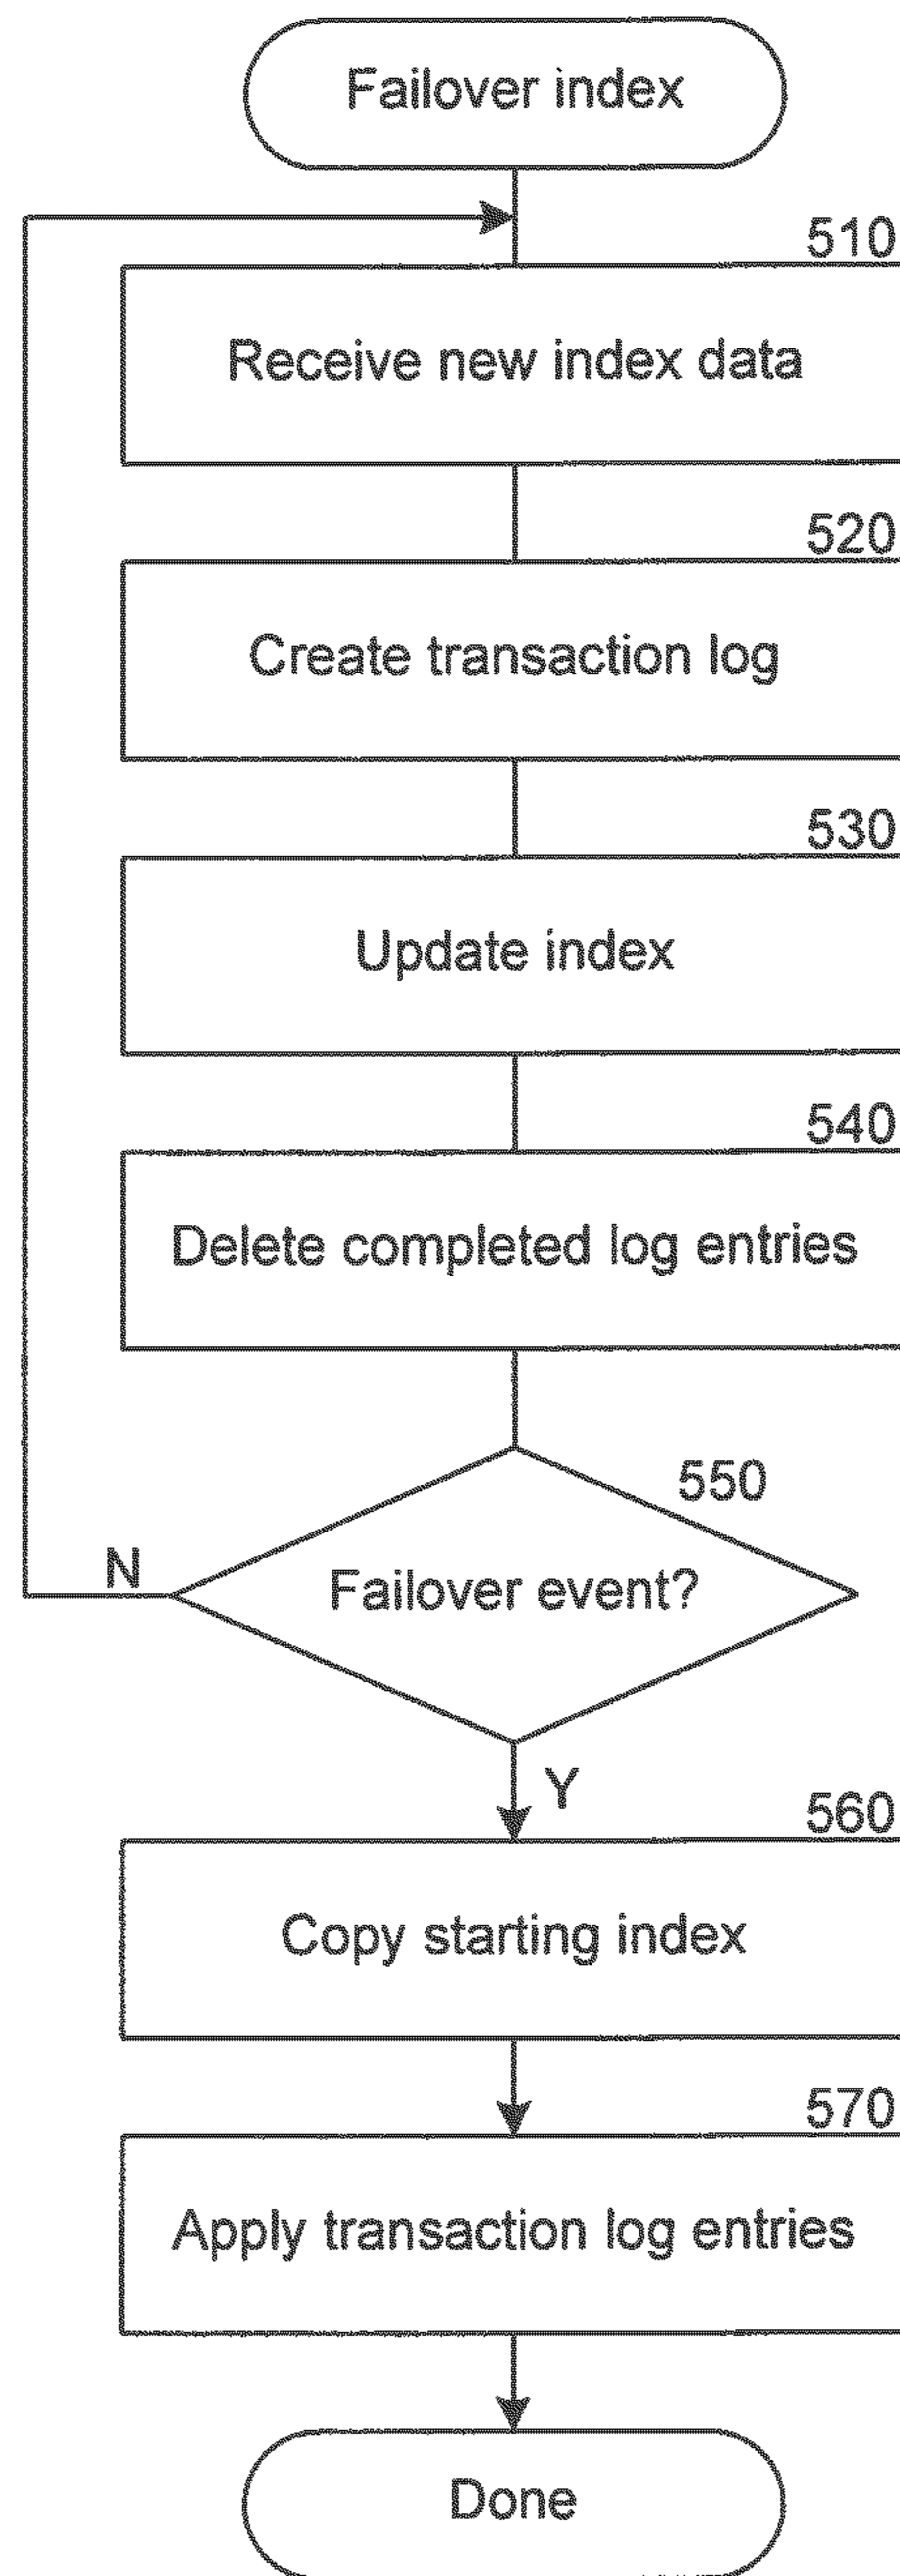 Failover index
510
Receive new index data
520
Create transaction log
530
Update index
540
Delete completed log entries
550
Failover event?
N
Y
560
Copy starting index
570
Apply transaction log entries
Done